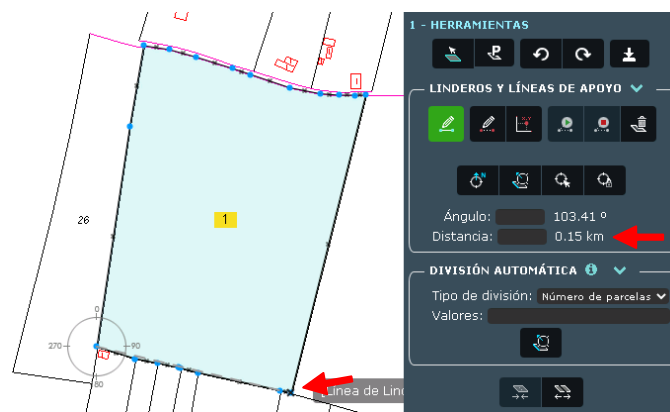 1 - HERRAMIENTAS
LINDEROS Y LÍNEAS DE APOYO
Ángulo: 103.41 º
Distancia: 0.15 km
DIVISIÓN AUTOMÁTICA
Tipo de división: Número de parcelas
Valores:
1
26
0
270
90
80
Línea de Lin